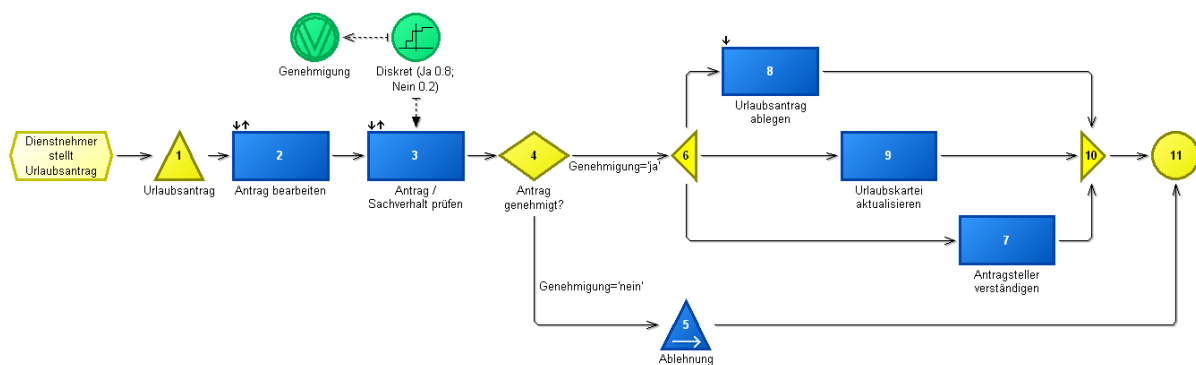 Genehmigung
Diskret (Ja 0.8;
Nein 0.2)
8
Urlaubsantrag
ablegen
Dienstnehmer
stellt
Urlaubsantrag
1
Urlaubsantrag
2
Antrag bearbeiten
3
Antrag /
Sachverhalt prüfen
4
Antrag
genehmigt?
Genehmigung='ja'
6
9
Urlaubskartei
aktualisieren
10
11
7
Antragsteller
verständigen
Genehmigung='nein'
5
Ablehnung